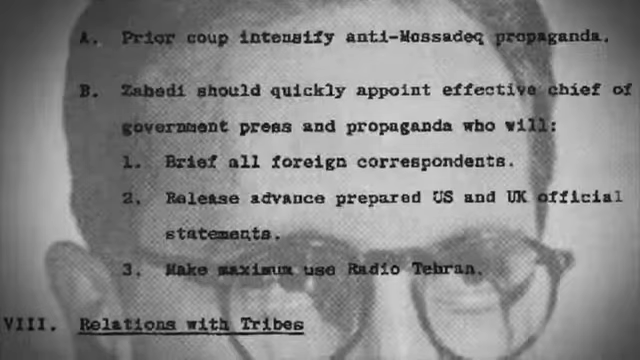 A. Prior coup intensify anti-Mossadeq propaganda.
B. Zahedi should quickly appoint effective chief of
government press and propaganda who will:
1. Brief all foreign correspondents.
2. Release advance prepared US and UK official
statements.
3. Make maximum use Radio Tehran.
VIII. Relations with Tribes